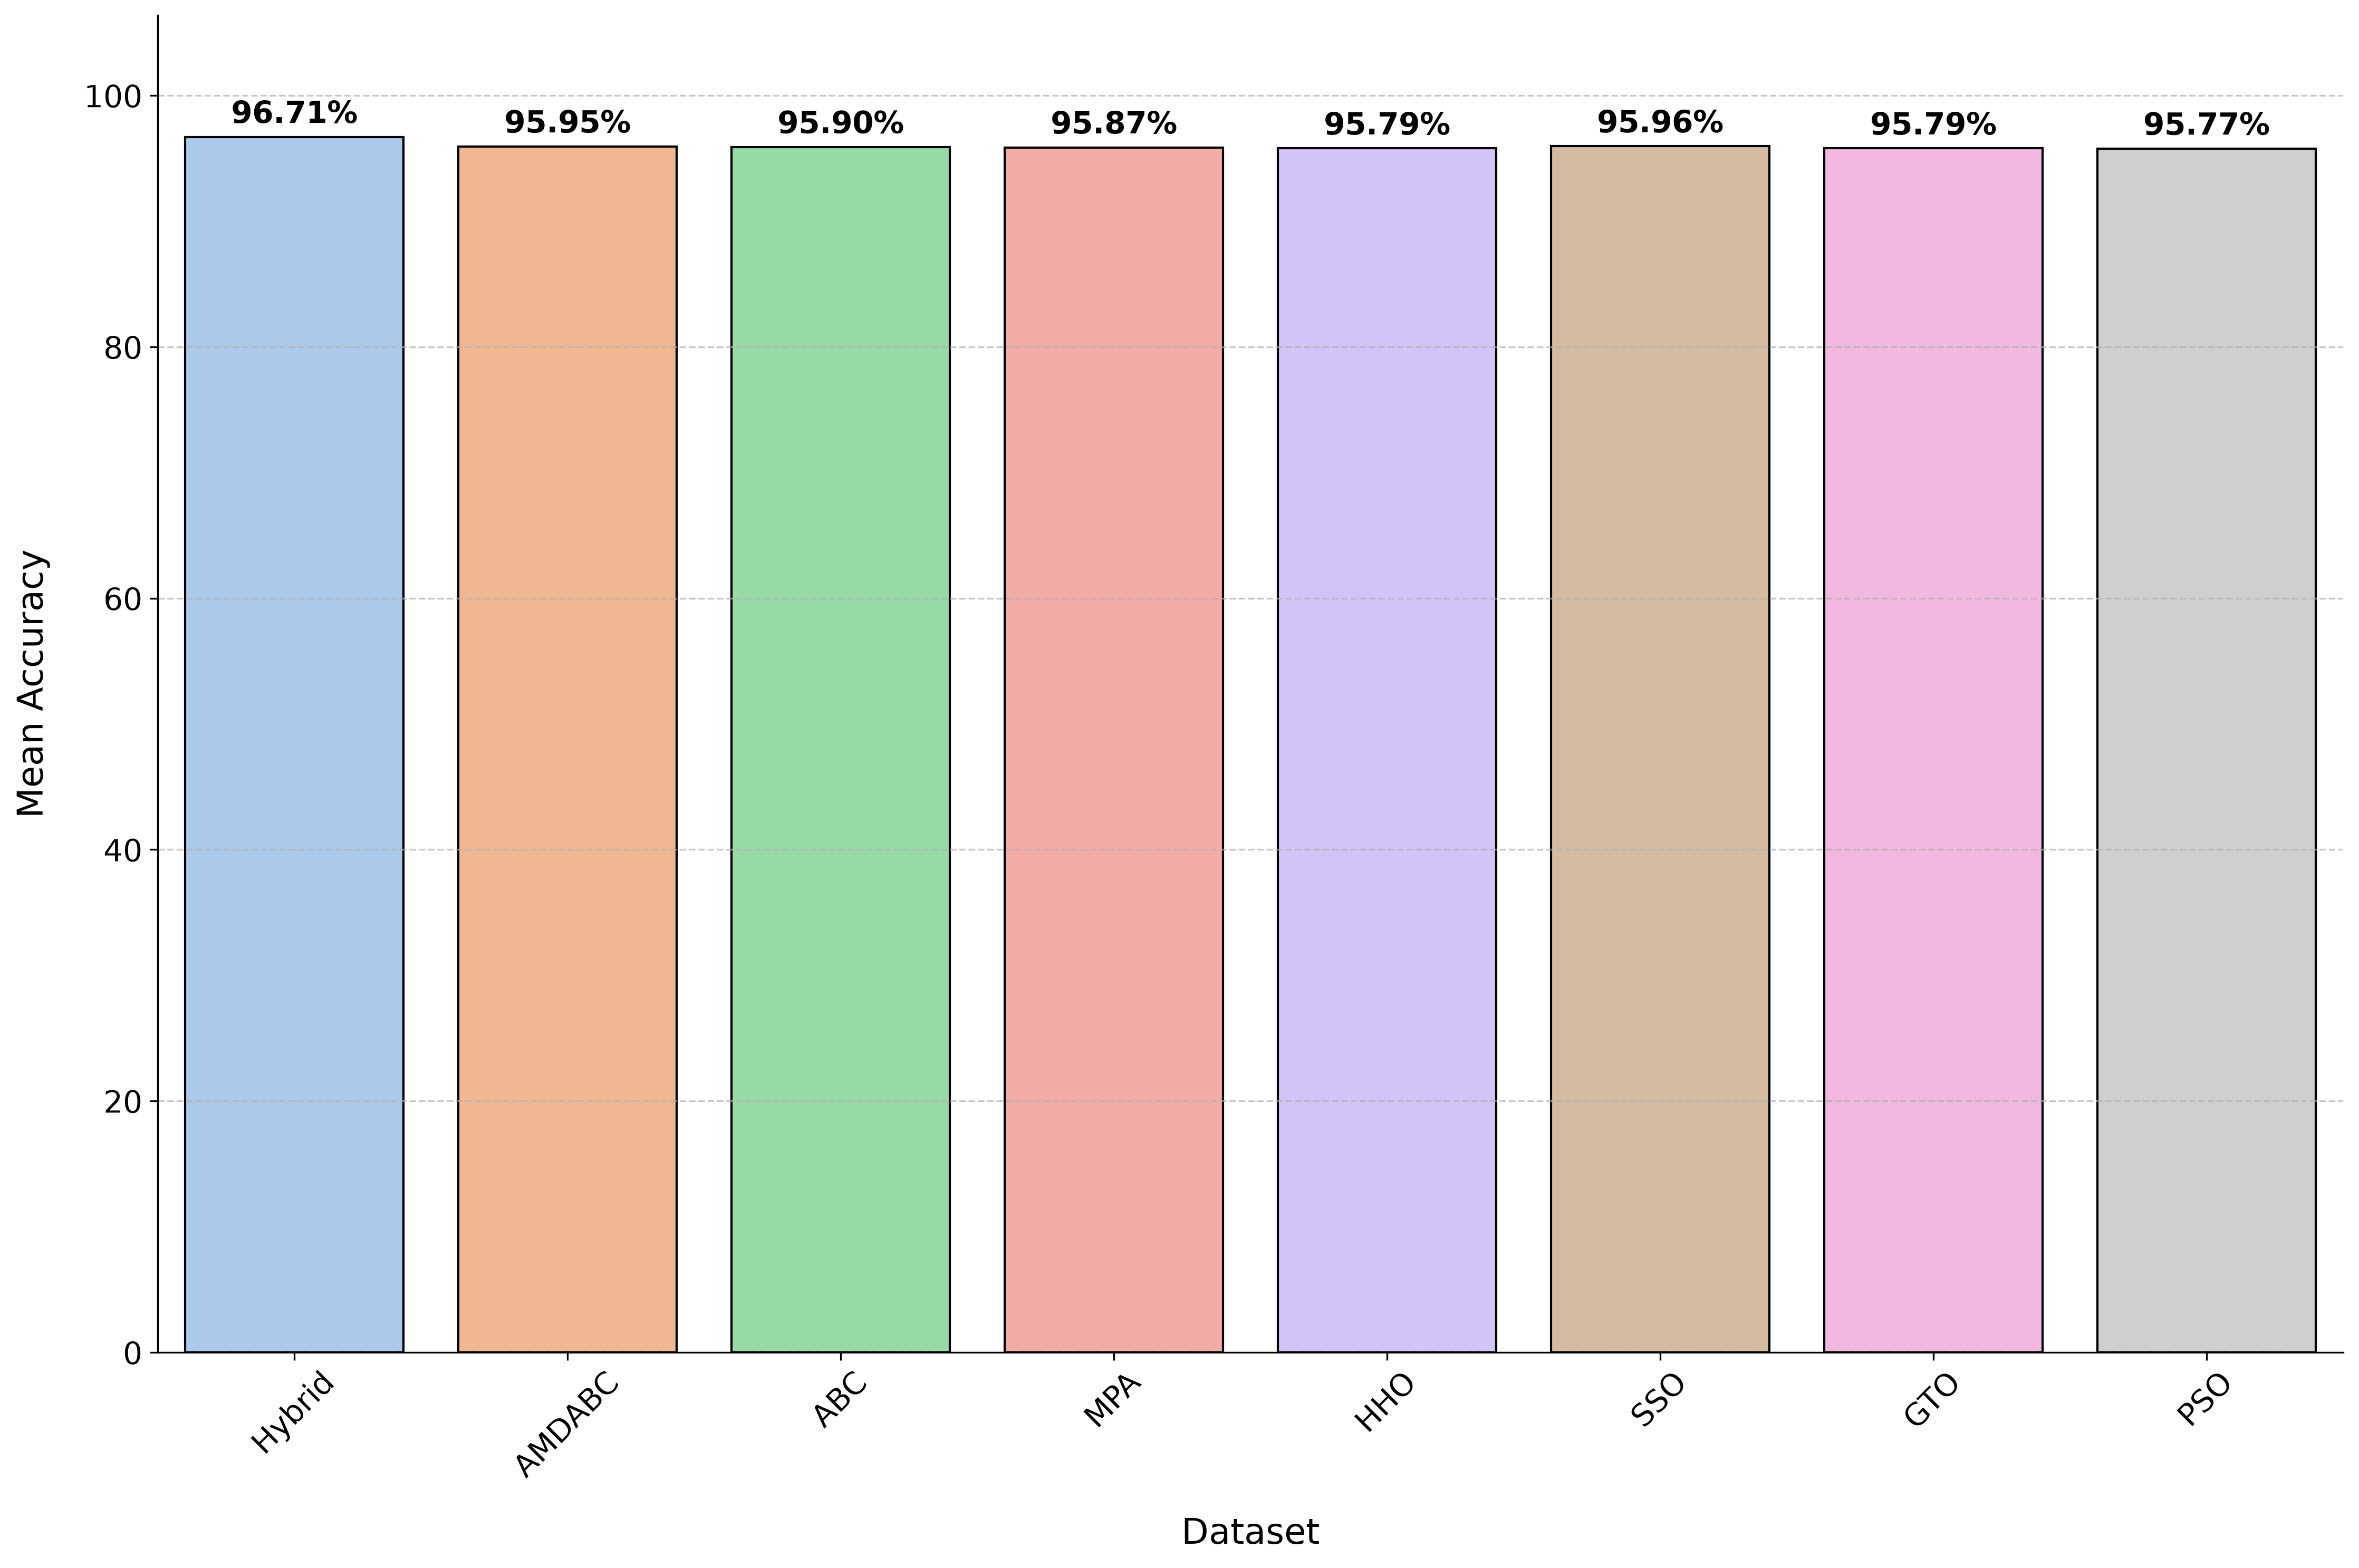 96.71%
95.95%
95.90%
95.87%
95.79%
95.96%
95.79%
95.77%
100
80
60
40
20
0
Mean Accuracy
Hybrid
AMDABC
ABC
MPA
HHO
SSO
GTO
PSO
Dataset